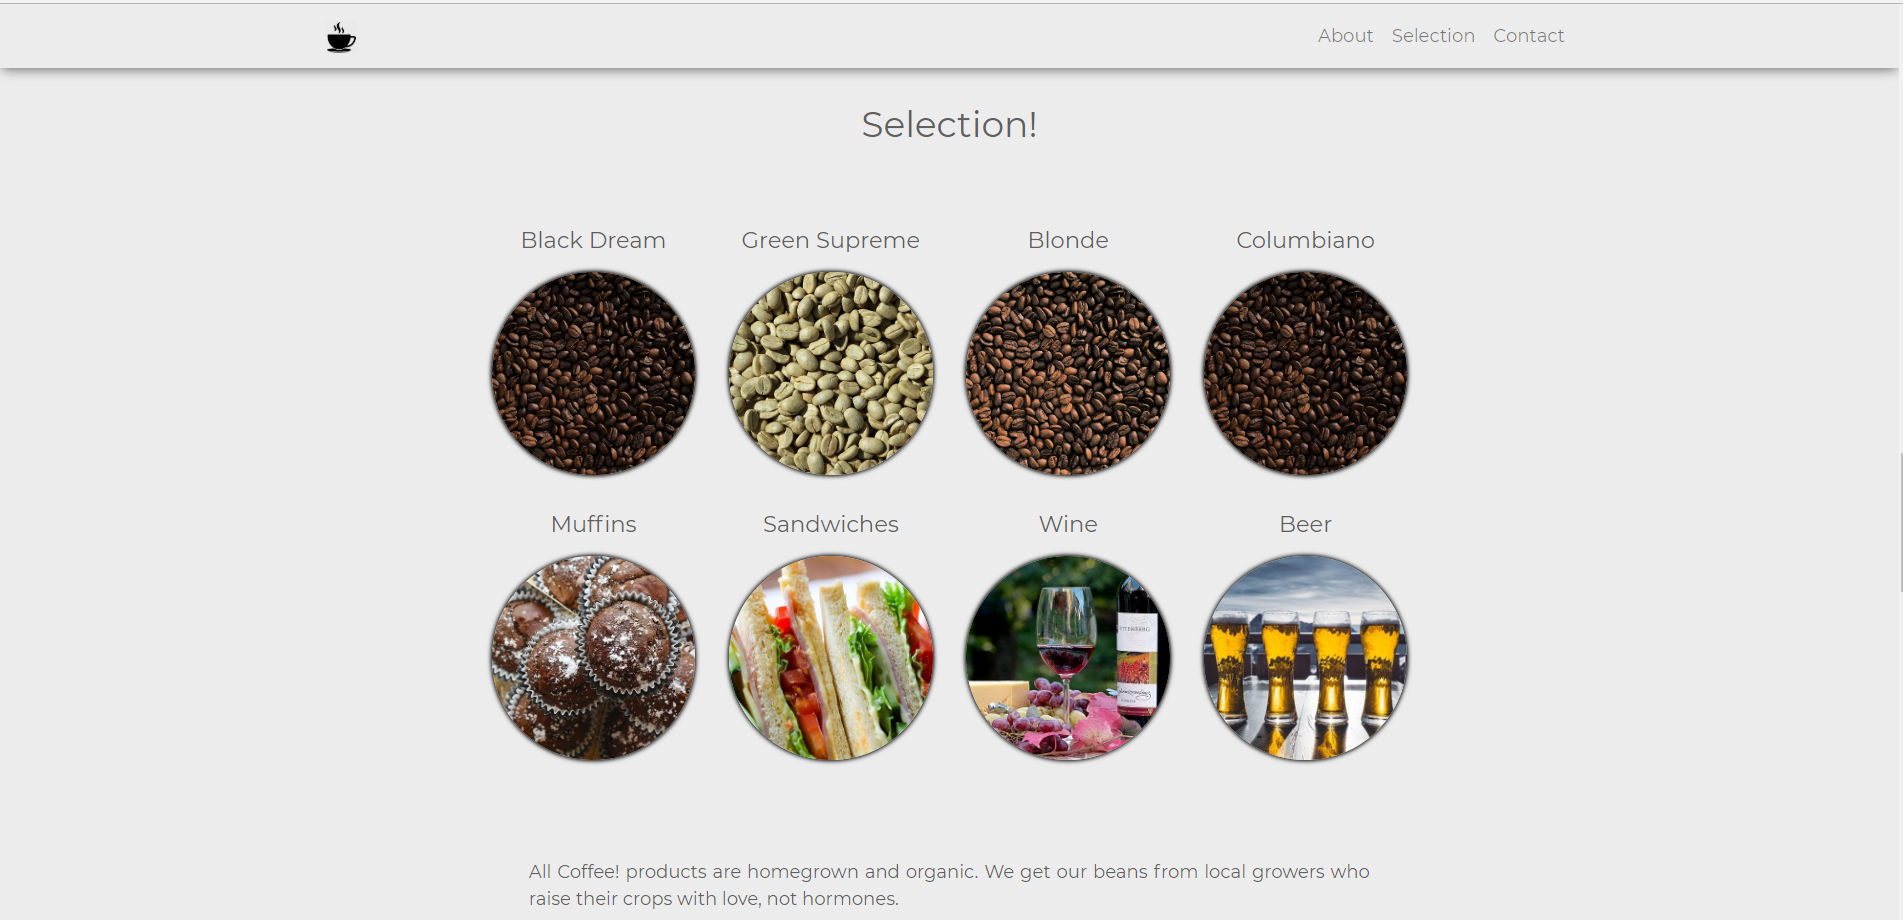 About Selection Contact
Selection!
Black Dream Green Supreme Blonde Columbiano
Muffins Sandwiches Wine Beer
All Coffee! products are homegrown and organic. We get our beans from local growers who
raise their crops with love, not hormones.